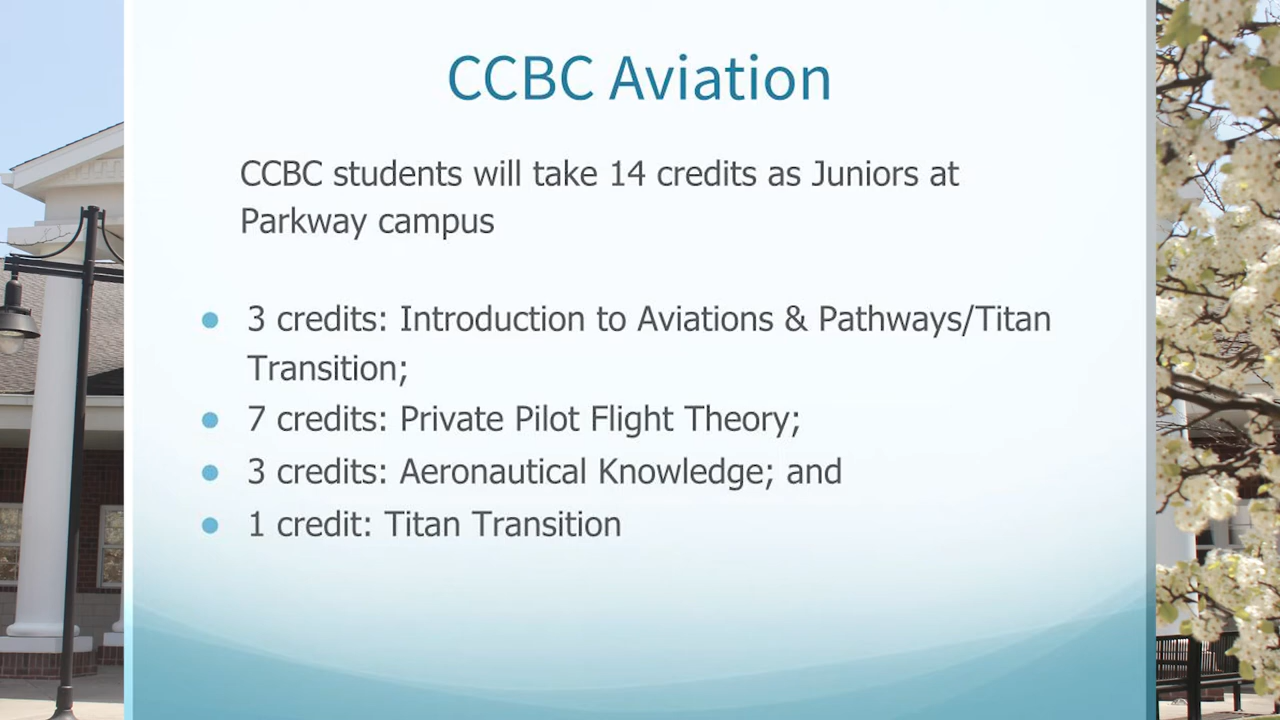 CCBC Aviation
CCBC students will take 14 credits as Juniors at
Parkway campus
3 credits: Introduction to Aviations & Pathways/Titan
Transition;
7 credits: Private Pilot Flight Theory;
3 credits: Aeronautical Knowledge; and
1 credit: Titan Transition